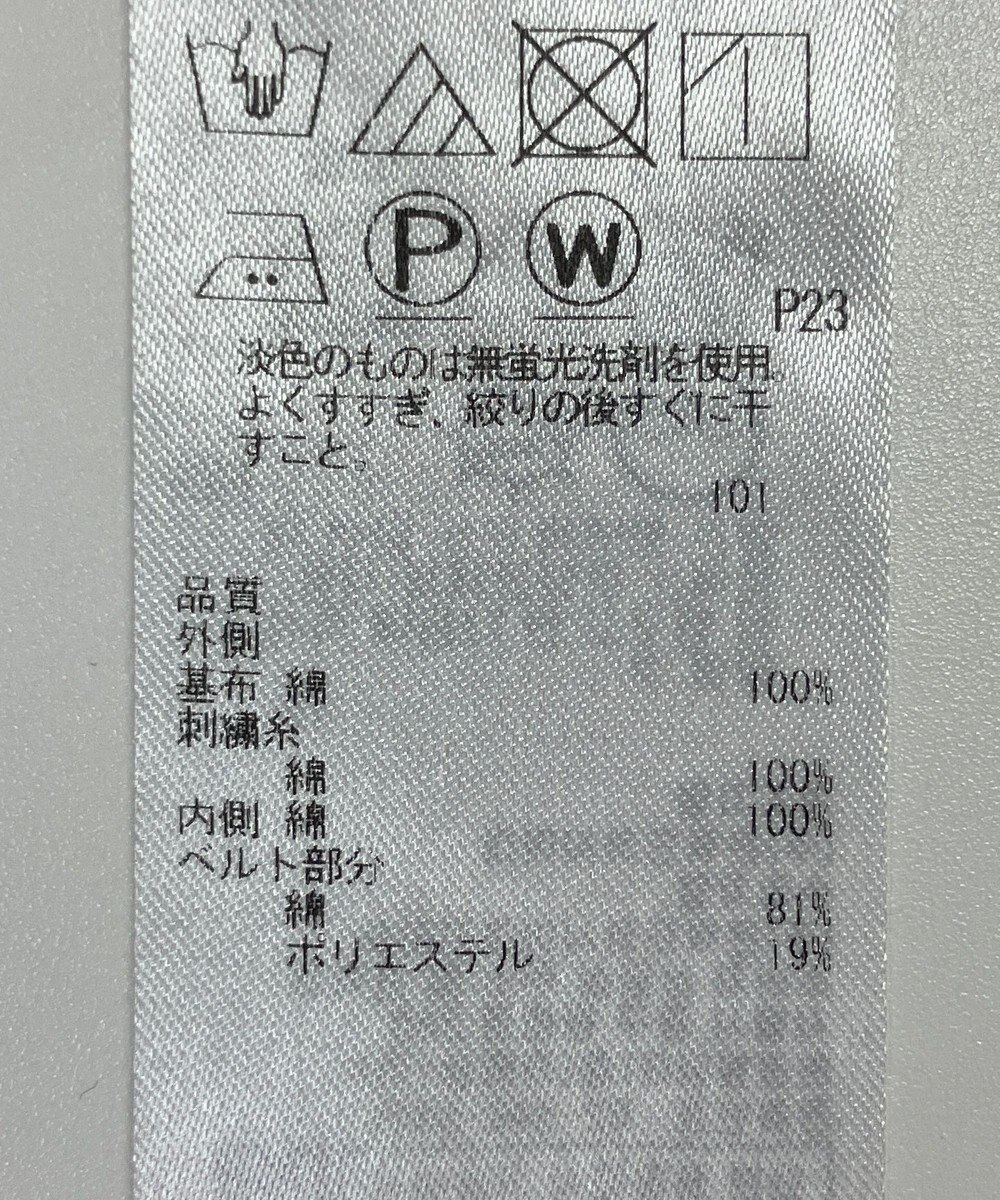 P W
P23
淡色のものは無蛍光洗剤を使用。
よくすすぎ、絞りの後すぐに干
すこと。
101
品質
外側
基布 綿 100%
刺繍糸
綿 100%
内側 綿 100%
ベルト部分
綿 81%
ポリエステル 19%